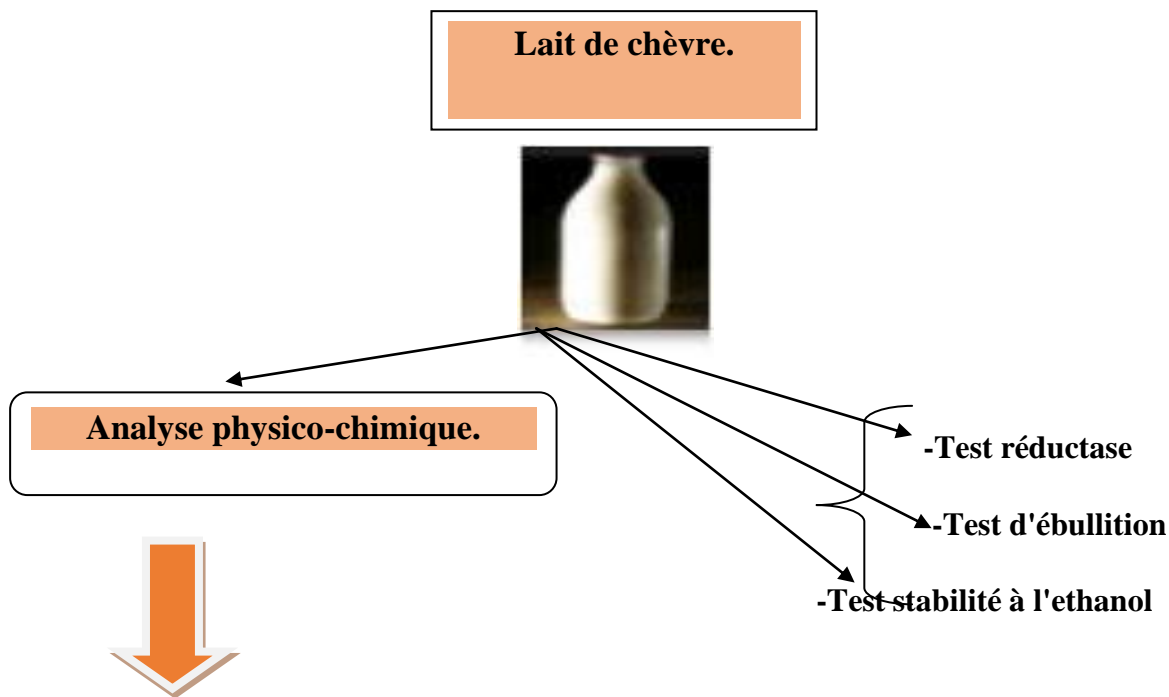 Lait de chèvre.
Analyse physico-chimique.
-Test réductase
-Test d'ébullition
-Test stabilité à l'ethanol